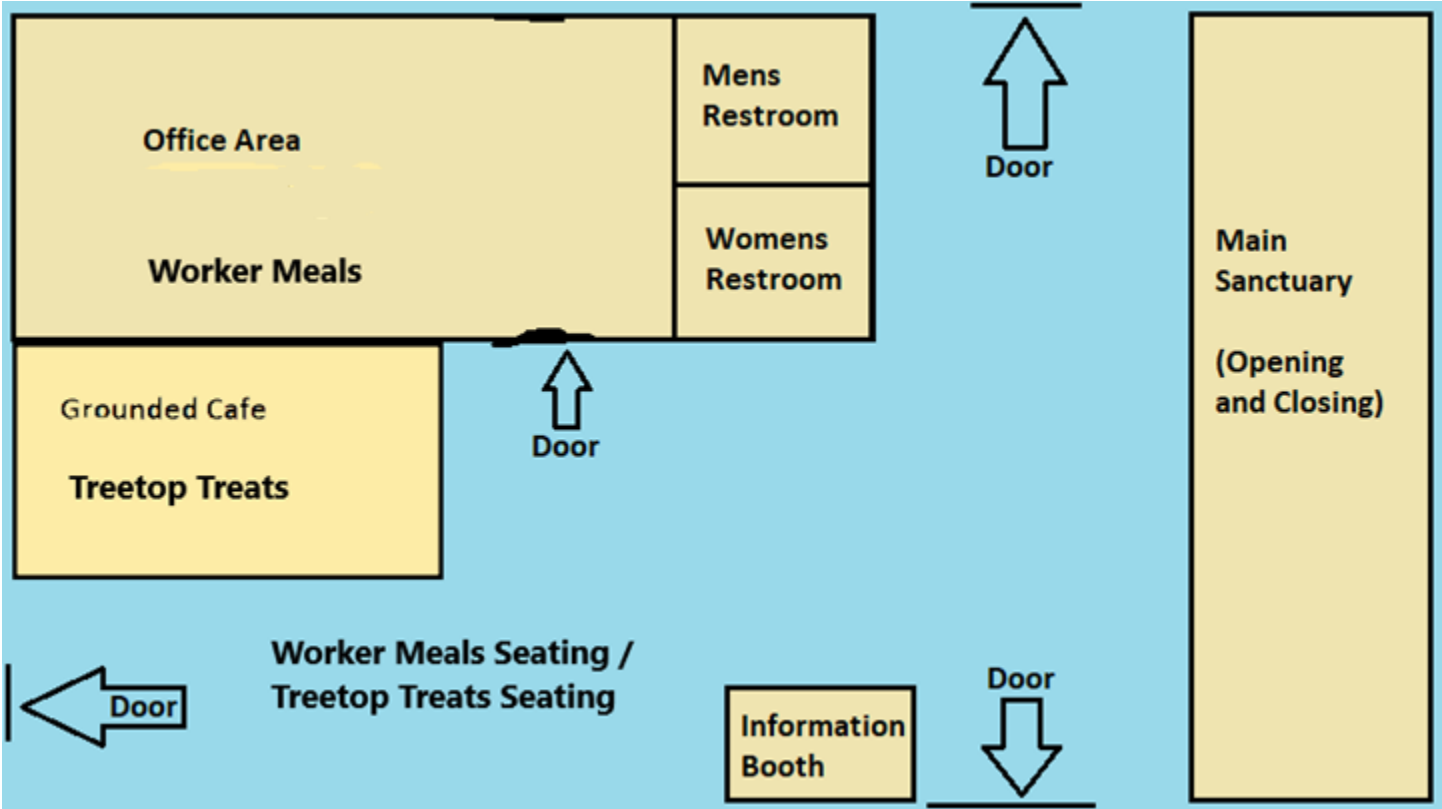 Office Area
Worker Meals
Mens
Restroom
Womens
Restroom
Door
Main
Sanctuary
(Opening
and Closing)
Grounded Cafe
Treetop Treats
Door
Worker Meals Seating /
Treetop Treats Seating
Door
Information
Booth
Door